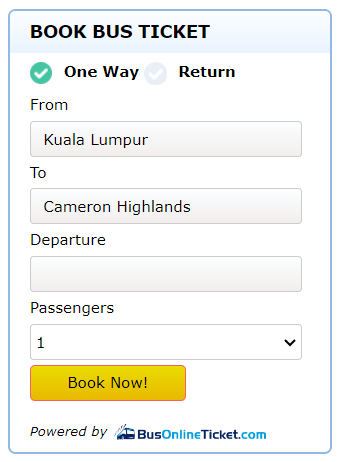 BOOK BUS TICKET
One Way Return
From
Kuala Lumpur
To
Cameron Highlands
Departure
Passengers
1
Book Now!
Powered by BusOnlineTicket.com